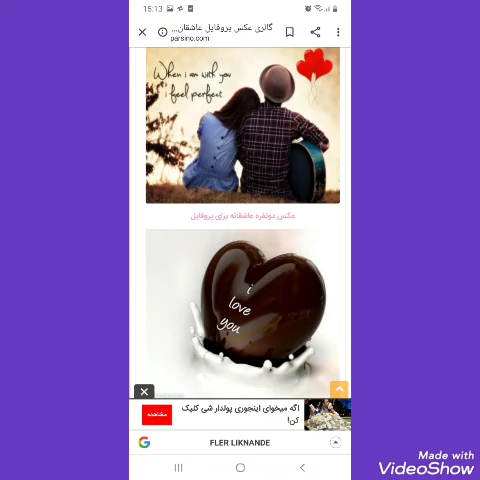 15:13
گالری عکس پروفایل عاشقان...
parsino.com
When i am with you
i feel perfect
عکس دونفره عاشقانه برای پروفایل
i
love
you
اگه میخوای اینجوری پولدار شی کلیک
کن!
مشاهده
FLER LIKNANDE
Made with
VideoShow